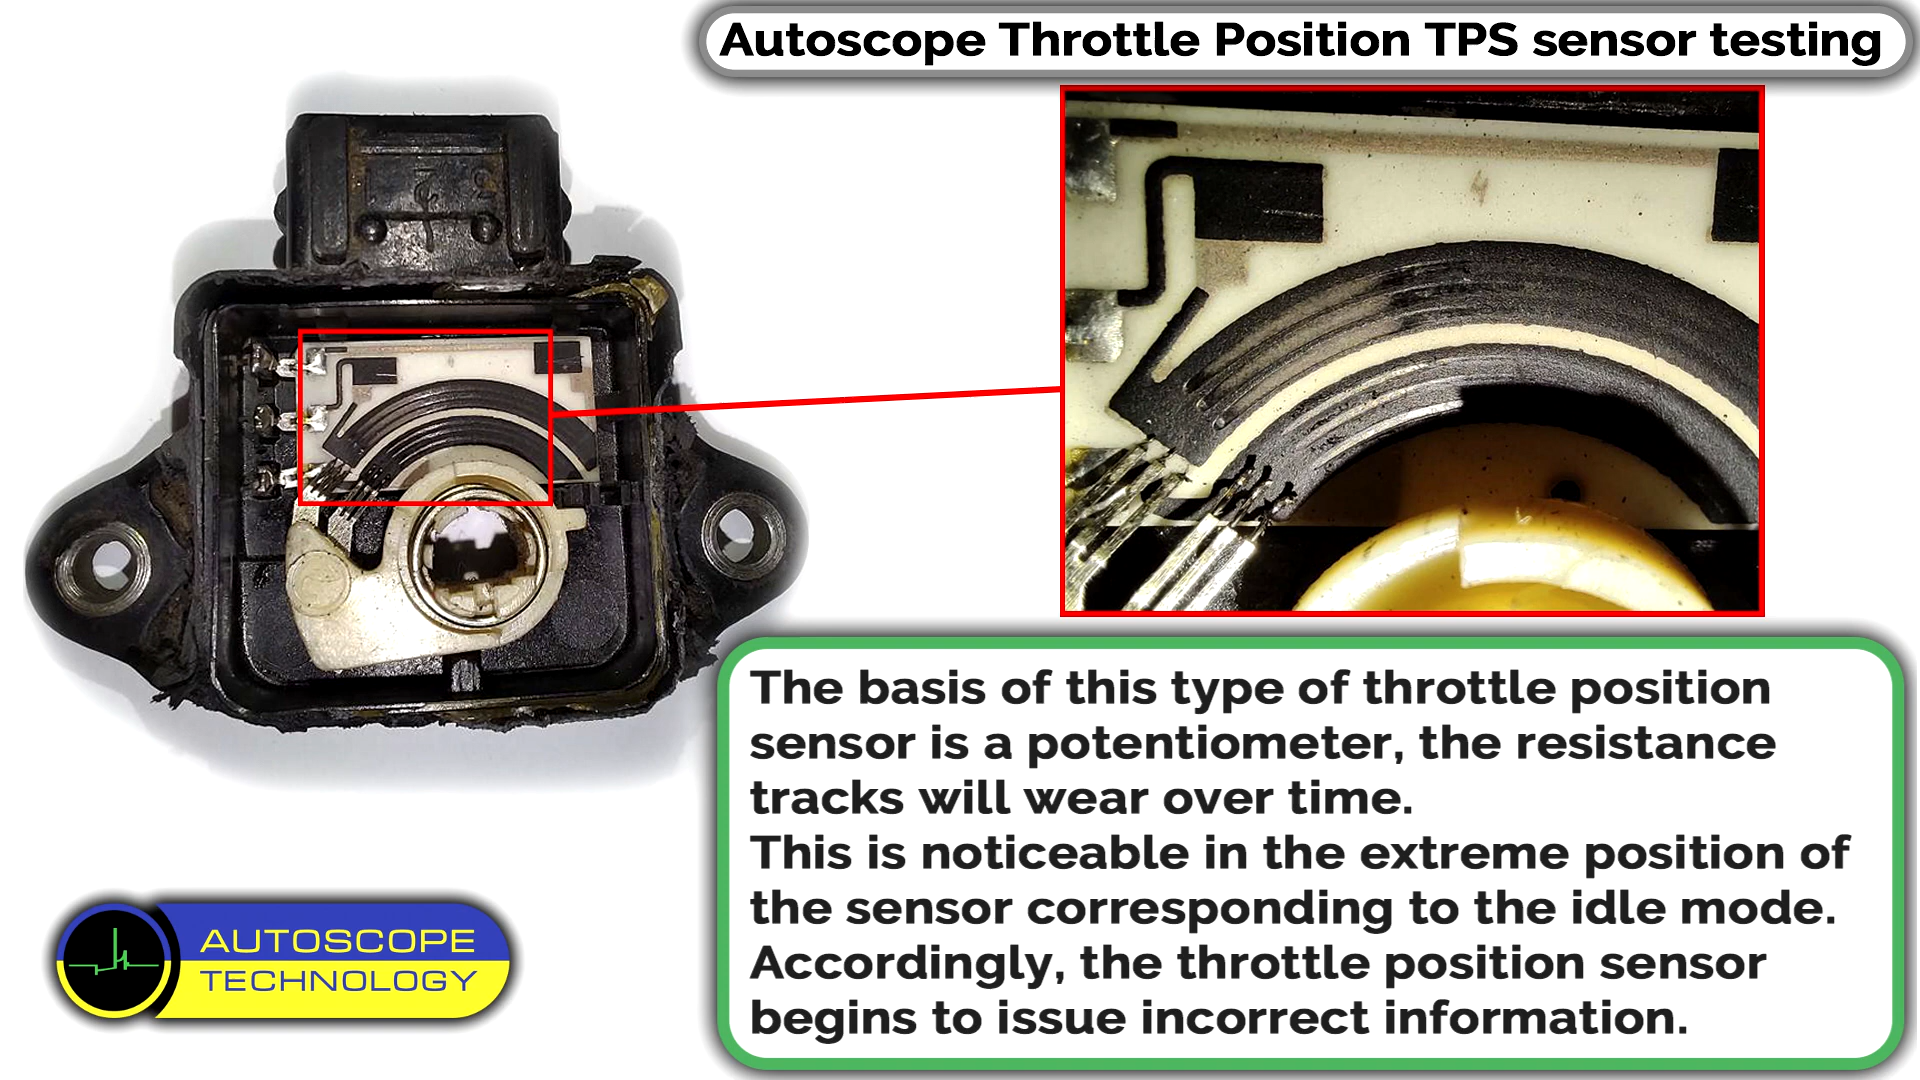 Autoscope Throttle Position TPS sensor testing
The basis of this type of throttle position
sensor is a potentiometer, the resistance
tracks will wear over time.
This is noticeable in the extreme position of
the sensor corresponding to the idle mode.
Accordingly, the throttle position sensor
begins to issue incorrect information.
AUTOSCOPE
TECHNOLOGY